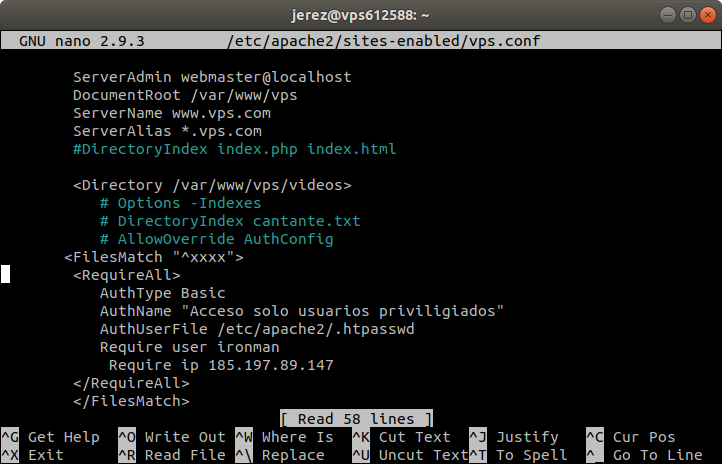 jerez@vps612588: ~
GNU nano 2.9.3 /etc/apache2/sites-enabled/vps.conf
ServerAdmin webmaster@localhost
DocumentRoot /var/www/vps
ServerName www.vps.com
ServerAlias *.vps.com
#DirectoryIndex index.php index.html
<Directory /var/www/vps/videos>
# Options -Indexes
# DirectoryIndex cantante.txt
# AllowOverride AuthConfig
<FilesMatch "^xxxx">
<RequireAll>
AuthType Basic
AuthName "Acceso solo usuarios priviligiados"
AuthUserFile /etc/apache2/.htpasswd
Require user ironman
Require ip 185.197.89.147
</RequireAll>
</FilesMatch>
[ Read 58 lines ]
^G Get Help ^O Write Out ^W Where Is ^K Cut Text ^J Justify ^C Cur Pos
^X Exit ^R Read File ^\ Replace ^U Uncut Text ^T To Spell ^_ Go To Line